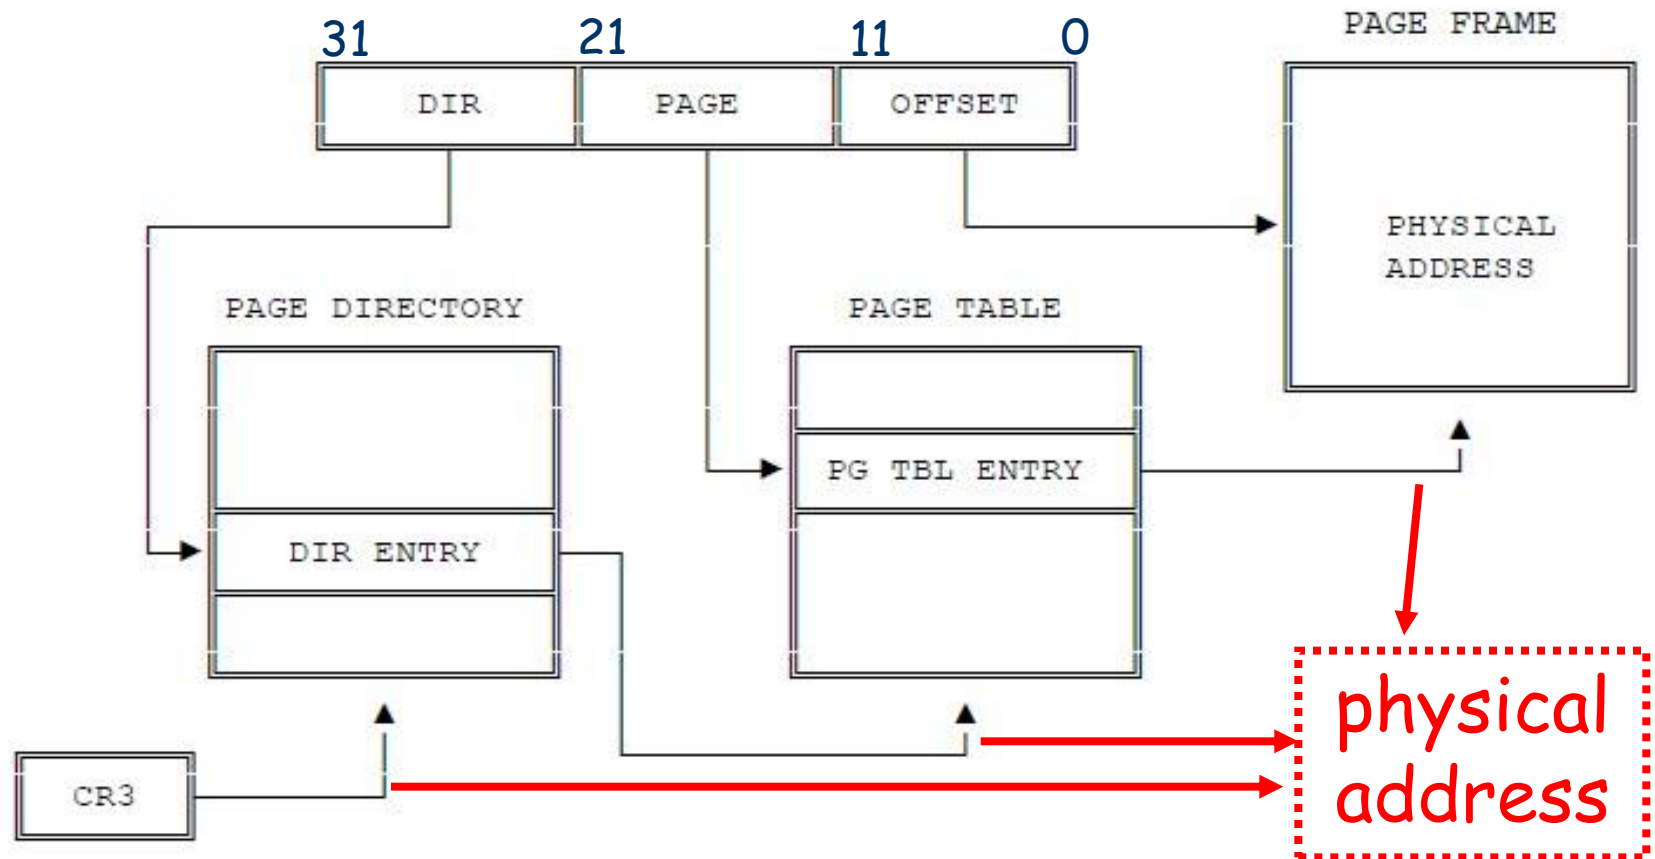 31 21 11 0
PAGE FRAME
DIR PAGE OFFSET
PHYSICAL
ADDRESS
PAGE DIRECTORY
PAGE TABLE
PG TBL ENTRY
DIR ENTRY
CR3
physical
address